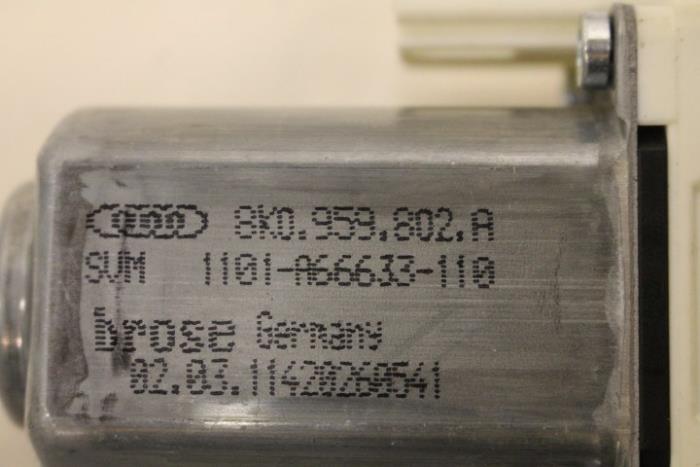 8K0.959.802.A
SVM 1101-A66633-110
brose Germany
02.03.11420260541